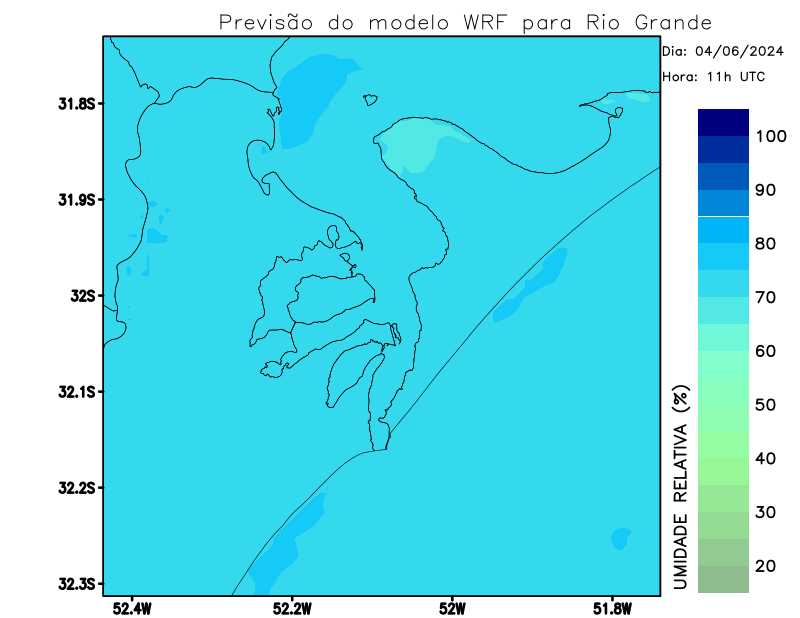 Previsão do modelo WRF para Rio Grande
Dia: 04/06/2024
Hora: 11h UTC
31.8S
31.9S
32S
32.1S
32.2S
32.3S
52.4W
52.2W
52W
51.8W
100
90
80
70
60
50
40
30
20
UMIDADE RELATIVA (%)